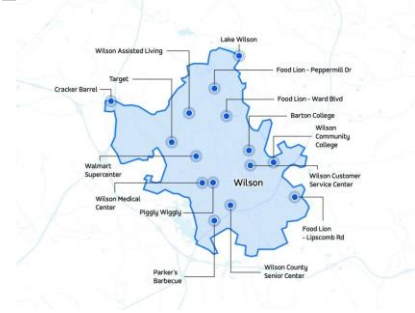 Lake Wilson
Wilson Assisted Living
Food Lion - Peppermill Dr
Target
Cracker Barrel
Food Lion - Ward Blvd
Barton College
Wilson
Community
College
Walmart
Supercenter
Wilson Customer
Service Center
Wilson
Wilson Medical
Center
Piggly Wiggly
Food Lion
- Lipscomb Rd
Parker's
Barbecue
Wilson County
Senior Center